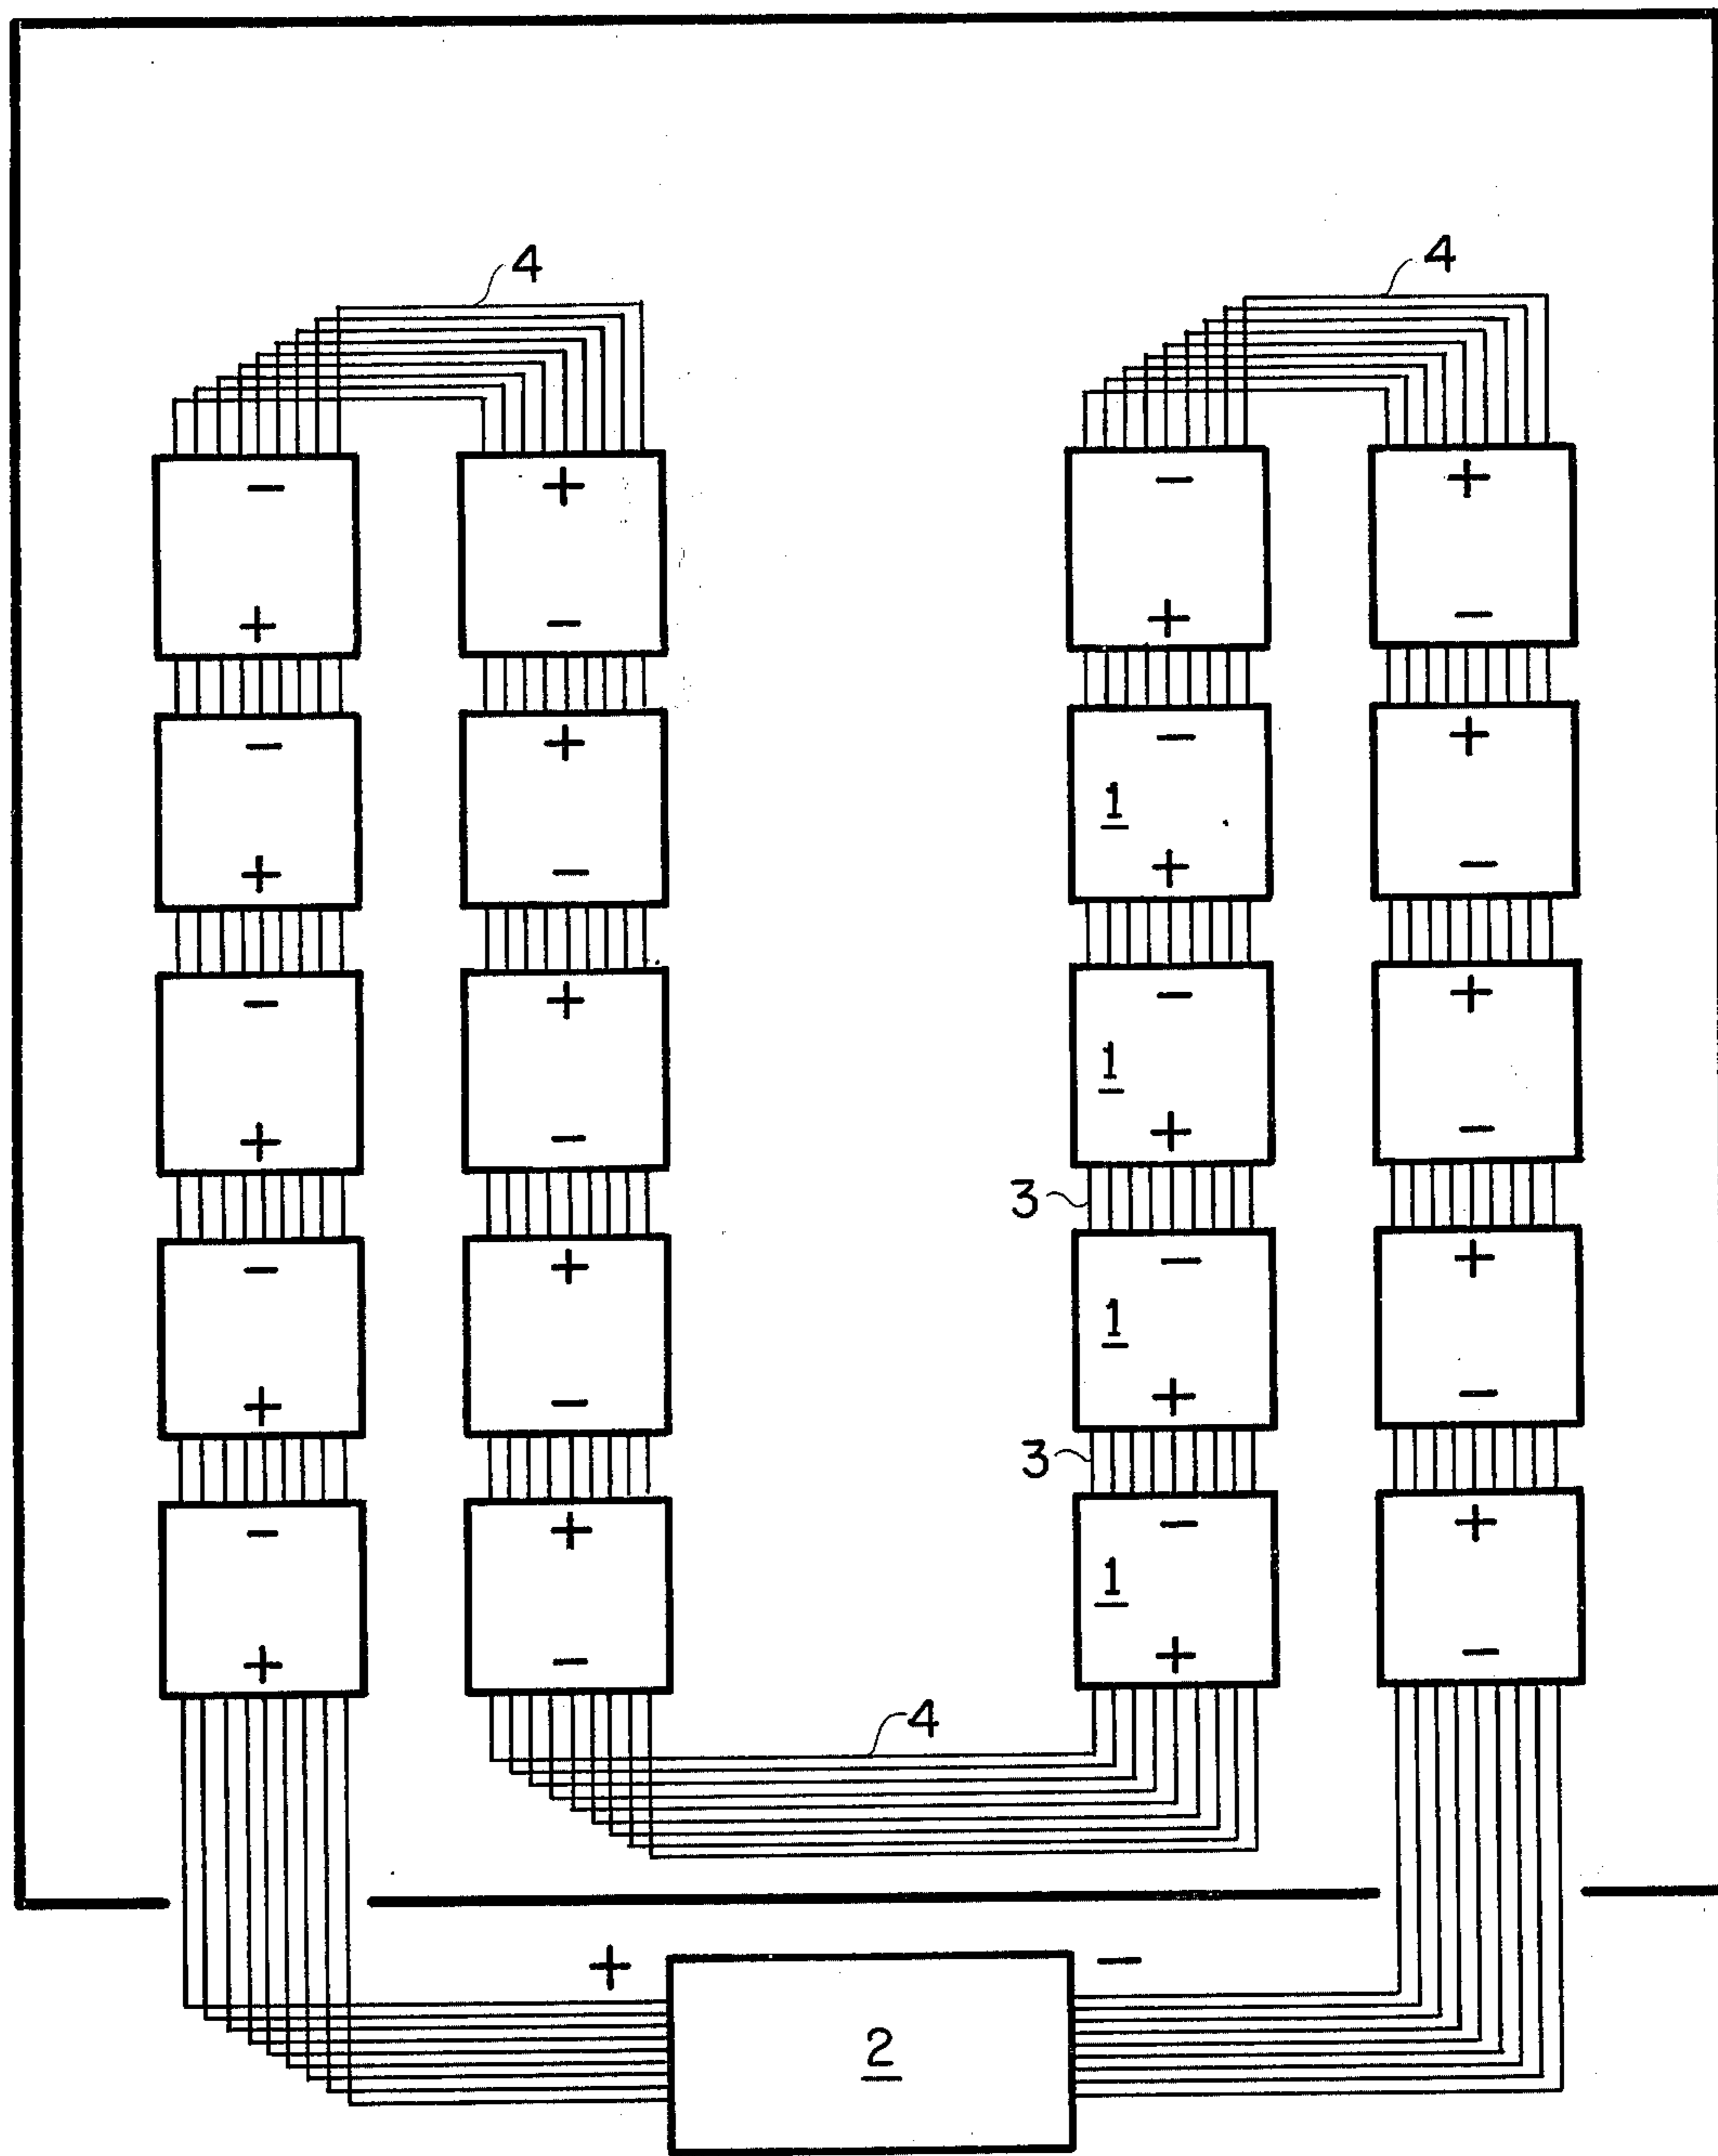 4 4
− + − +
+ − + −
− + − +
1
+ − + −
− + − +
1
+ − + −
3
− + − +
1
+ − + −
3
− + − +
1
+ − + −
4
+ −
2